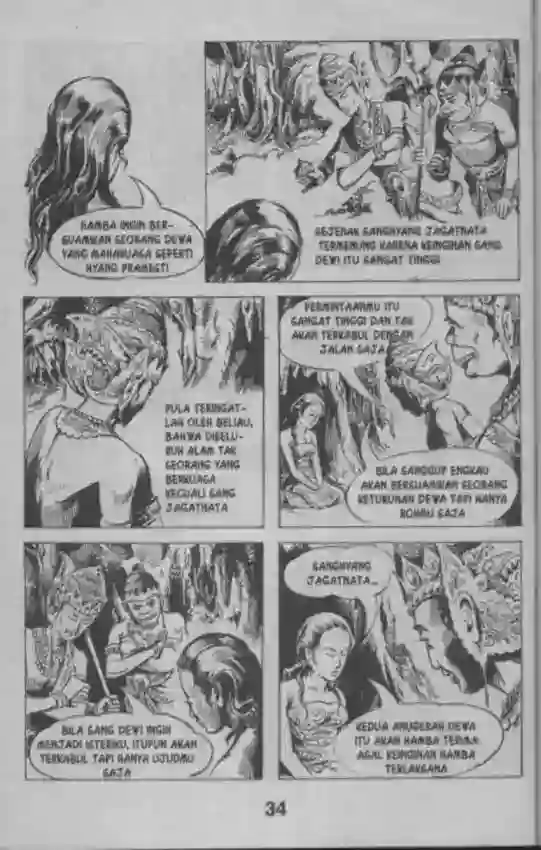 HAMBA INGIN BER-
SUAMIKAN SEORANG DEWA
YANG MAHAKUASA SEPERTI
HYANG PRAMESTI
SEJENAK SANGHYANG JAGATNATA
TERMENUNG KARENA KEINGINAN SANG
DEWI ITU SANGAT TINGGI
PULA TERINGAT-
LAH OLEH BELIAU,
BAHWA DISELU-
RUH ALAM TAK
SEORANG YANG
BERKUASA
KECUALI SANG
JAGATNATA
PERMINTAANMU ITU
SANGAT TINGGI DAN TAK
AKAN TERKABUL DENGAN
JALAN SAJA
BILA SANGGUP ENGKAU
AKAN BERSUAMIKAN SEORANG
KETURUNAN DEWA TAPI HANYA
ROHMU SAJA
BILA SANG DEWI INGIN
MENJADI ISTERIKU, ITUPUN AKAN
TERKABUL TAPI HANYA UJUDMU
SAJA
SANGHYANG
JAGATNATA...
KEDUA ANUGERAH DEWA
ITU AKAN HAMBA TERIMA
ASAL KEINGINAN HAMBA
TERLAKSANA
34